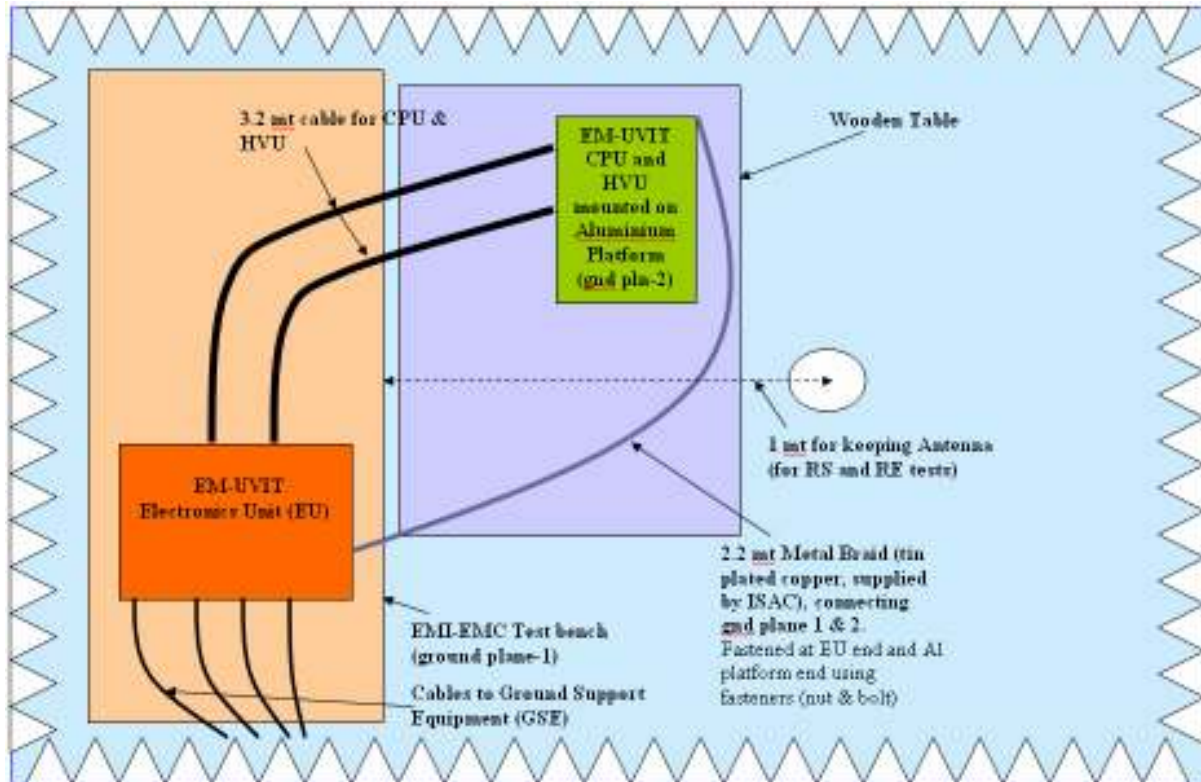 3.2 mt cable for CPU &
HVU
EM-UVIT
CPU and
HVU
mounted on
Aluminium
Platform
(gnd pla-2)
Wooden Table
1 mt for keeping Antenna
(for RS and RE tests)
EM-UVIT
Electronics Unit (EU)
2.2 mt Metal Braid (tin
plated copper, supplied
by ISAC), connecting
gnd plane 1 & 2.
Fastened at EU end and Al
platform end using
fasteners (nut & bolt)
EMI-EMC Test bench
(ground plane-1)
Cables to Ground Support
Equipment (GSE)